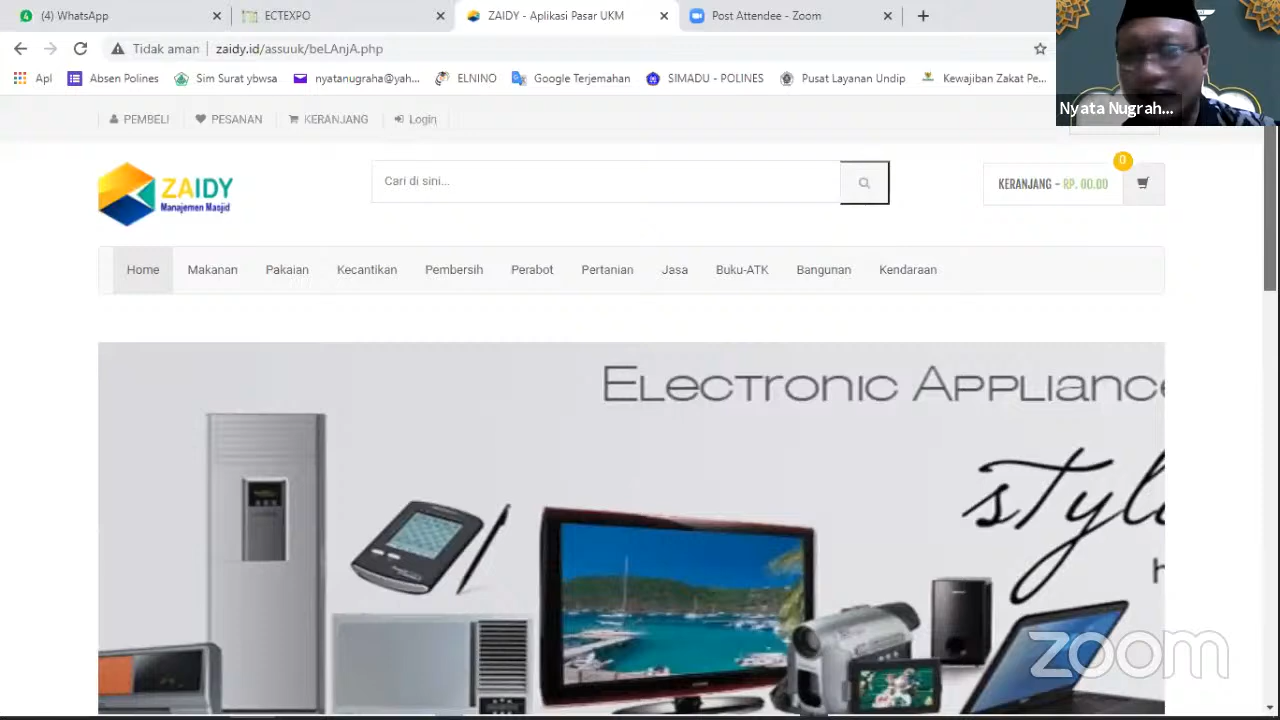 (4) WhatsApp
ECTEXPO
ZAIDY - Aplikasi Pasar UKM
Post Attendee - Zoom
Tidak aman
zaidy.id/assuuk/beLAnjA.php
Apl
Absen Polines
Sim Surat ybwsa
nyatanugraha@yah...
ELNINO
Google Terjemahan
SIMADU - POLINES
Pusat Layanan Undip
Kewajiban Zakat Pe...
Nyata Nugrah...
PEMBELI
PESANAN
KERANJANG
Login
ZAIDY
Manajemen Masjid
Cari di sini...
KERANJANG - RP. 00.00
0
Home
Makanan
Pakaian
Kecantikan
Pembersih
Perabot
Pertanian
Jasa
Buku-ATK
Bangunan
Kendaraan
Electronic Appliance
styl
h
zoom